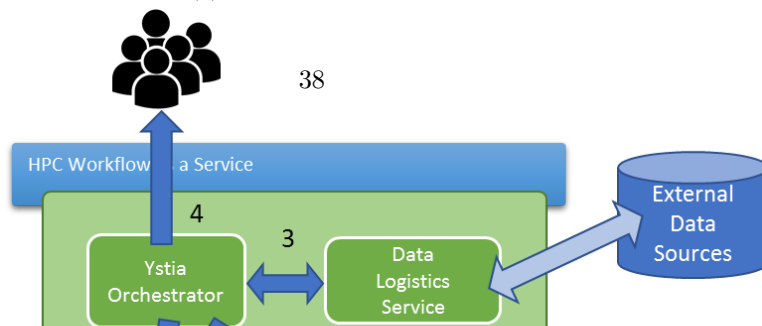 38
HPC Workflow s a Service
4
3
Ystia
Orchestrator
Data
Logistics
Service
External
Data
Sources